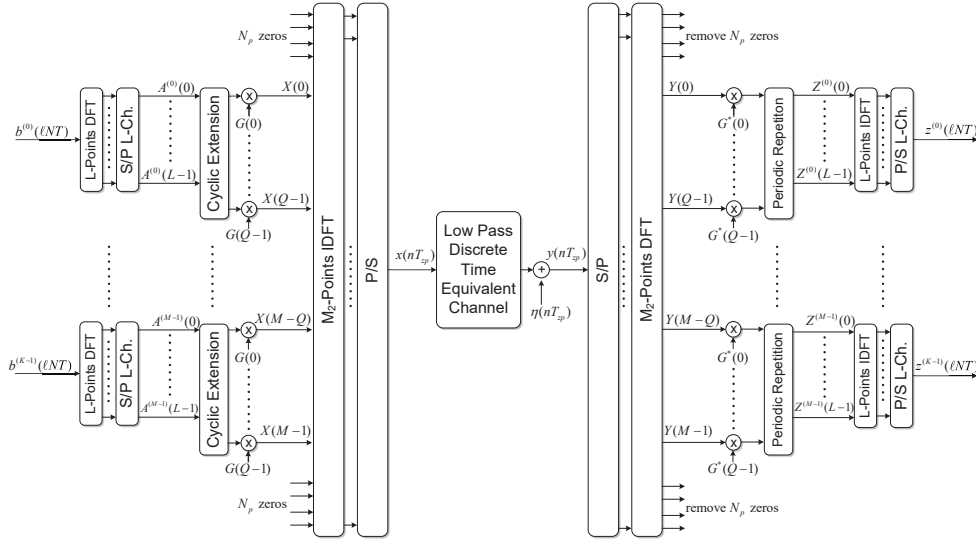 N_p zeros
b^(0)(ℓNT)
L-Points DFT
S/P L-Ch.
A^(0)(0)
A^(0)(L−1)
Cyclic Extension
X(0)
x
G(0)
X(Q−1)
x
G(Q−1)
b^(K−1)(ℓNT)
L-Points DFT
S/P L-Ch.
A^(M−1)(0)
A^(M−1)(L−1)
Cyclic Extension
X(M−Q)
x
G(0)
X(M−1)
x
G(Q−1)
N_p zeros
M₂-Points IDFT
P/S
x(nT_zp)
Low Pass
Discrete
Time
Equivalent
Channel
+
η(nT_zp)
y(nT_zp)
S/P
M₂-Points DFT
remove N_p zeros
Y(0)
x
G*(0)
Y(Q−1)
x
G*(Q−1)
Periodic Repetition
Z^(0)(0)
Z^(0)(L−1)
L-Points IDFT
P/S L-Ch.
z^(0)(ℓNT)
Y(M−Q)
x
G*(0)
Y(M−1)
x
G*(Q−1)
Periodic Repetition
Z^(M−1)(0)
Z^(M−1)(L−1)
L-Points IDFT
P/S L-Ch.
z^(K−1)(ℓNT)
remove N_p zeros